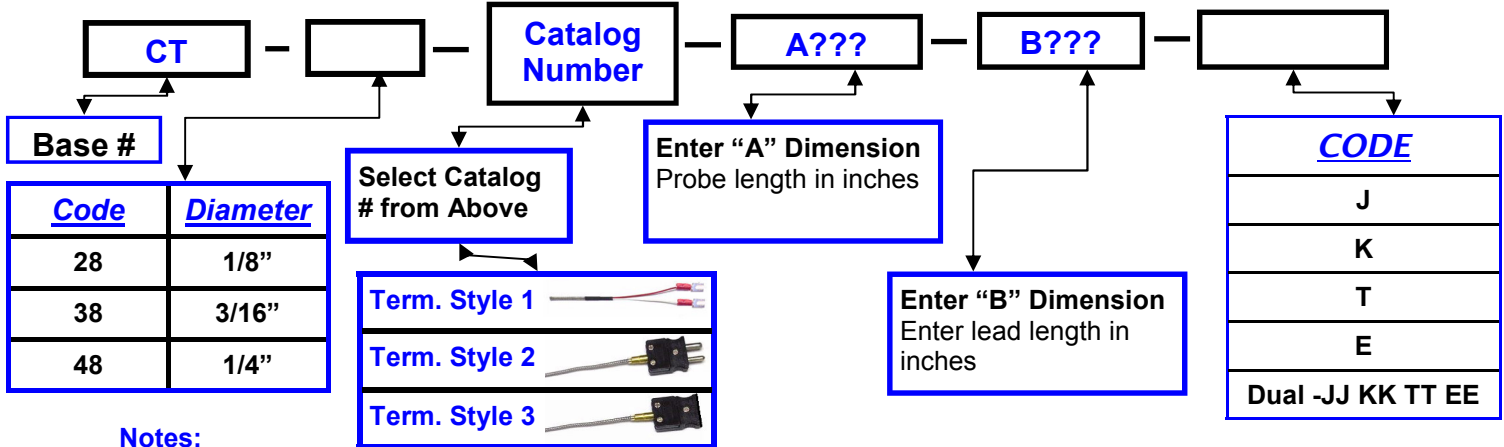 CT
Catalog
Number
A???
B???
Base #
Code Diameter
28 1/8”
38 3/16”
48 1/4”
Select Catalog
# from Above
Term. Style 1
Term. Style 2
Term. Style 3
Enter “A” Dimension
Probe length in inches
Enter “B” Dimension
Enter lead length in
inches
CODE
J
K
T
E
Dual -JJ KK TT EE
Notes: